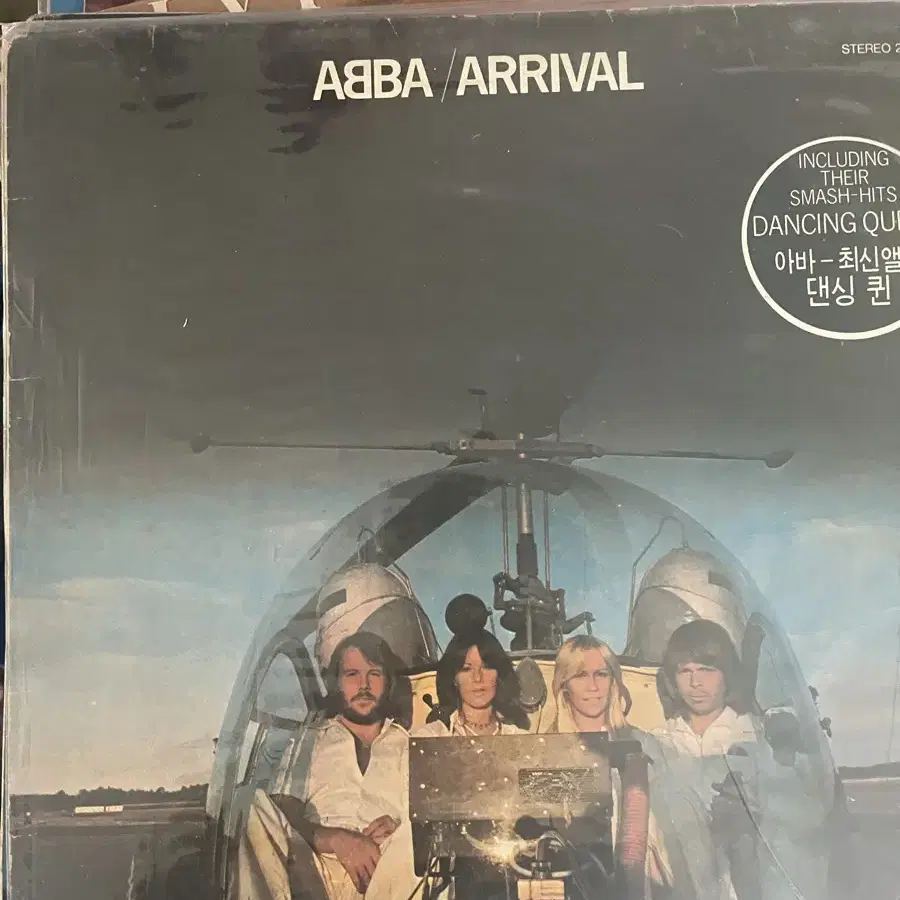 ABBA/ARRIVAL
STEREO 2
INCLUDING
THEIR
SMASH-HITS
DANCING QU
아바-최신앨
댄싱 퀸